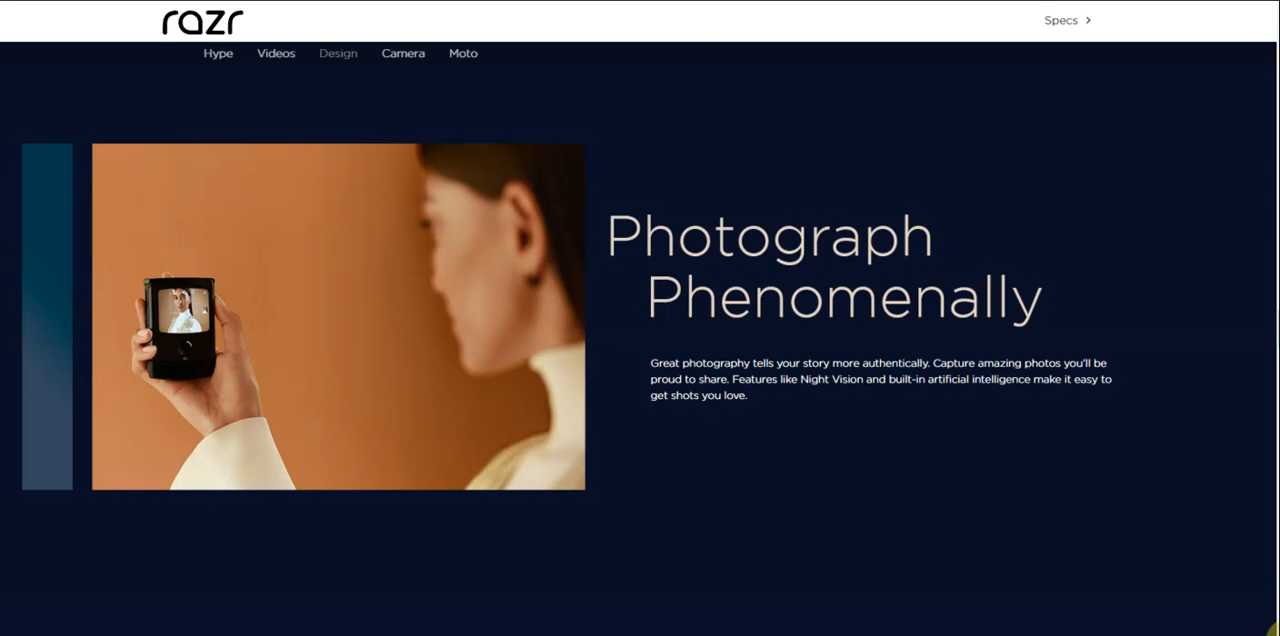 razr
Specs >
Hype Videos Design Camera Moto
Photograph
Phenomenally
Great photography tells your story more authentically. Capture amazing photos you'll be
proud to share. Features like Night Vision and built-in artificial intelligence make it easy to
get shots you love.